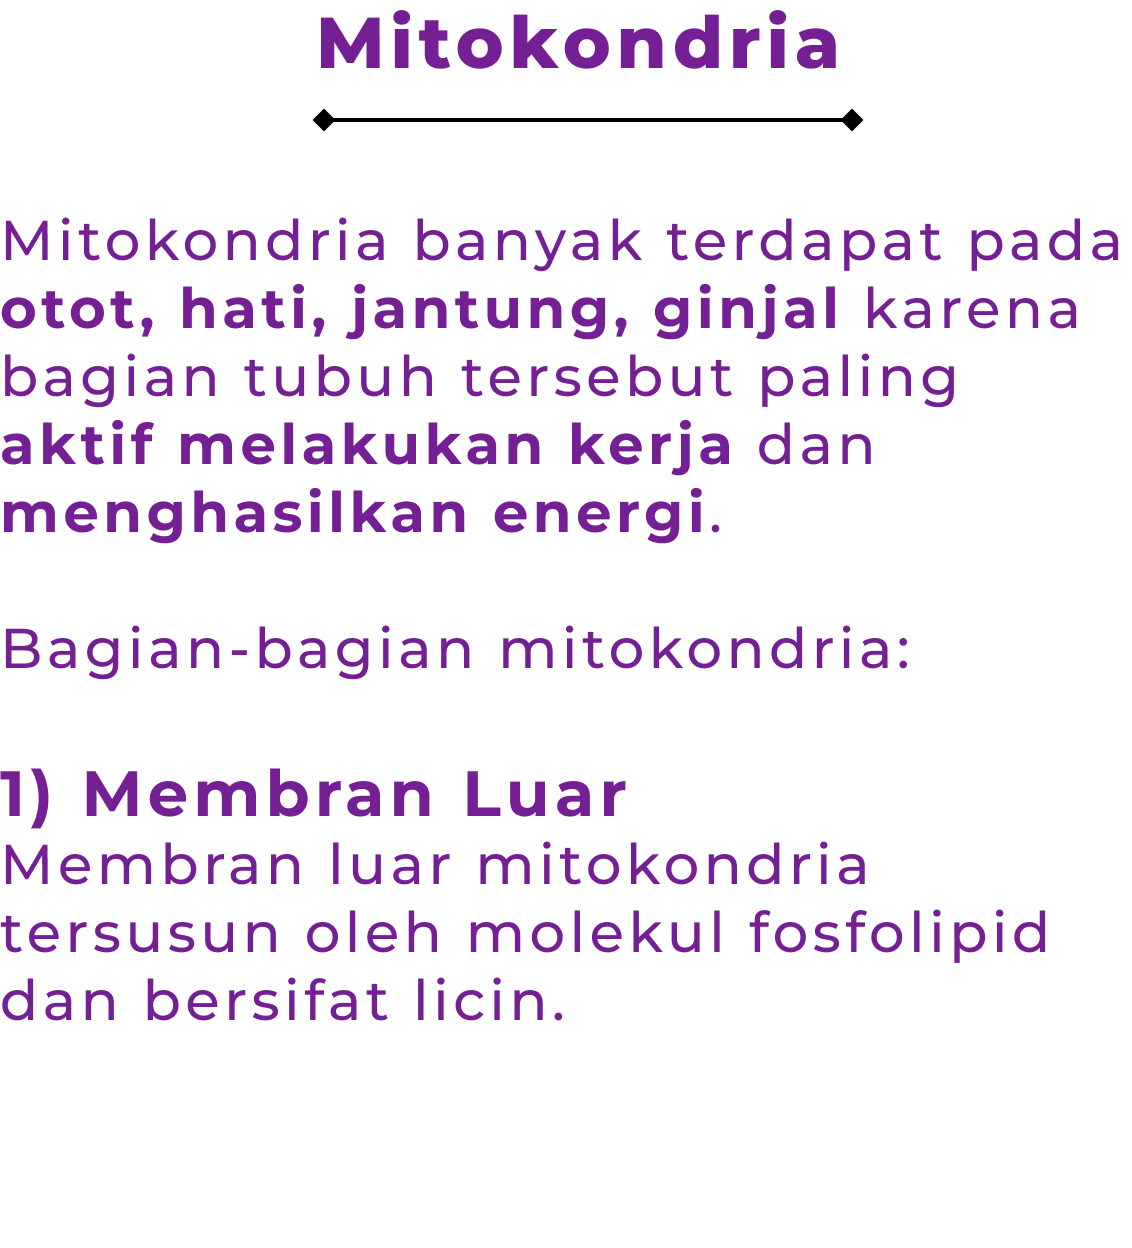 Mitokondria
Mitokondria banyak terdapat pada
otot, hati, jantung, ginjal karena
bagian tubuh tersebut paling
aktif melakukan kerja dan
menghasilkan energi.
Bagian-bagian mitokondria:
1) Membran Luar
Membran luar mitokondria
tersusun oleh molekul fosfolipid
dan bersifat licin.